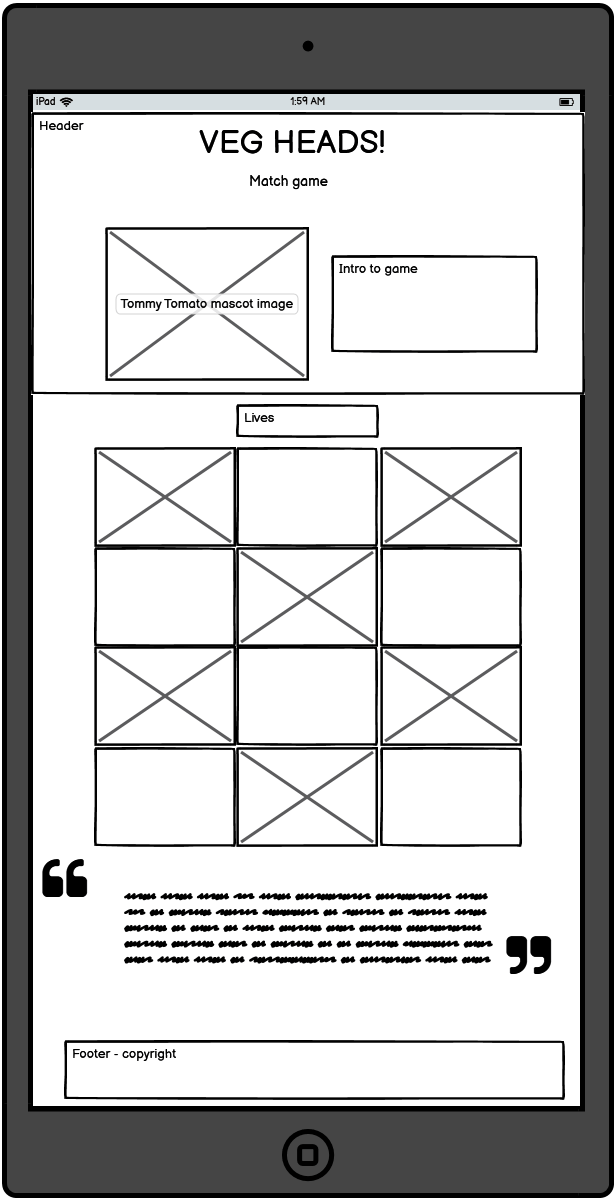 iPad 1:59 AM
Header
VEG HEADS!
Match game
Tommy Tomato mascot image
Intro to game
Lives
“
”
Footer - copyright